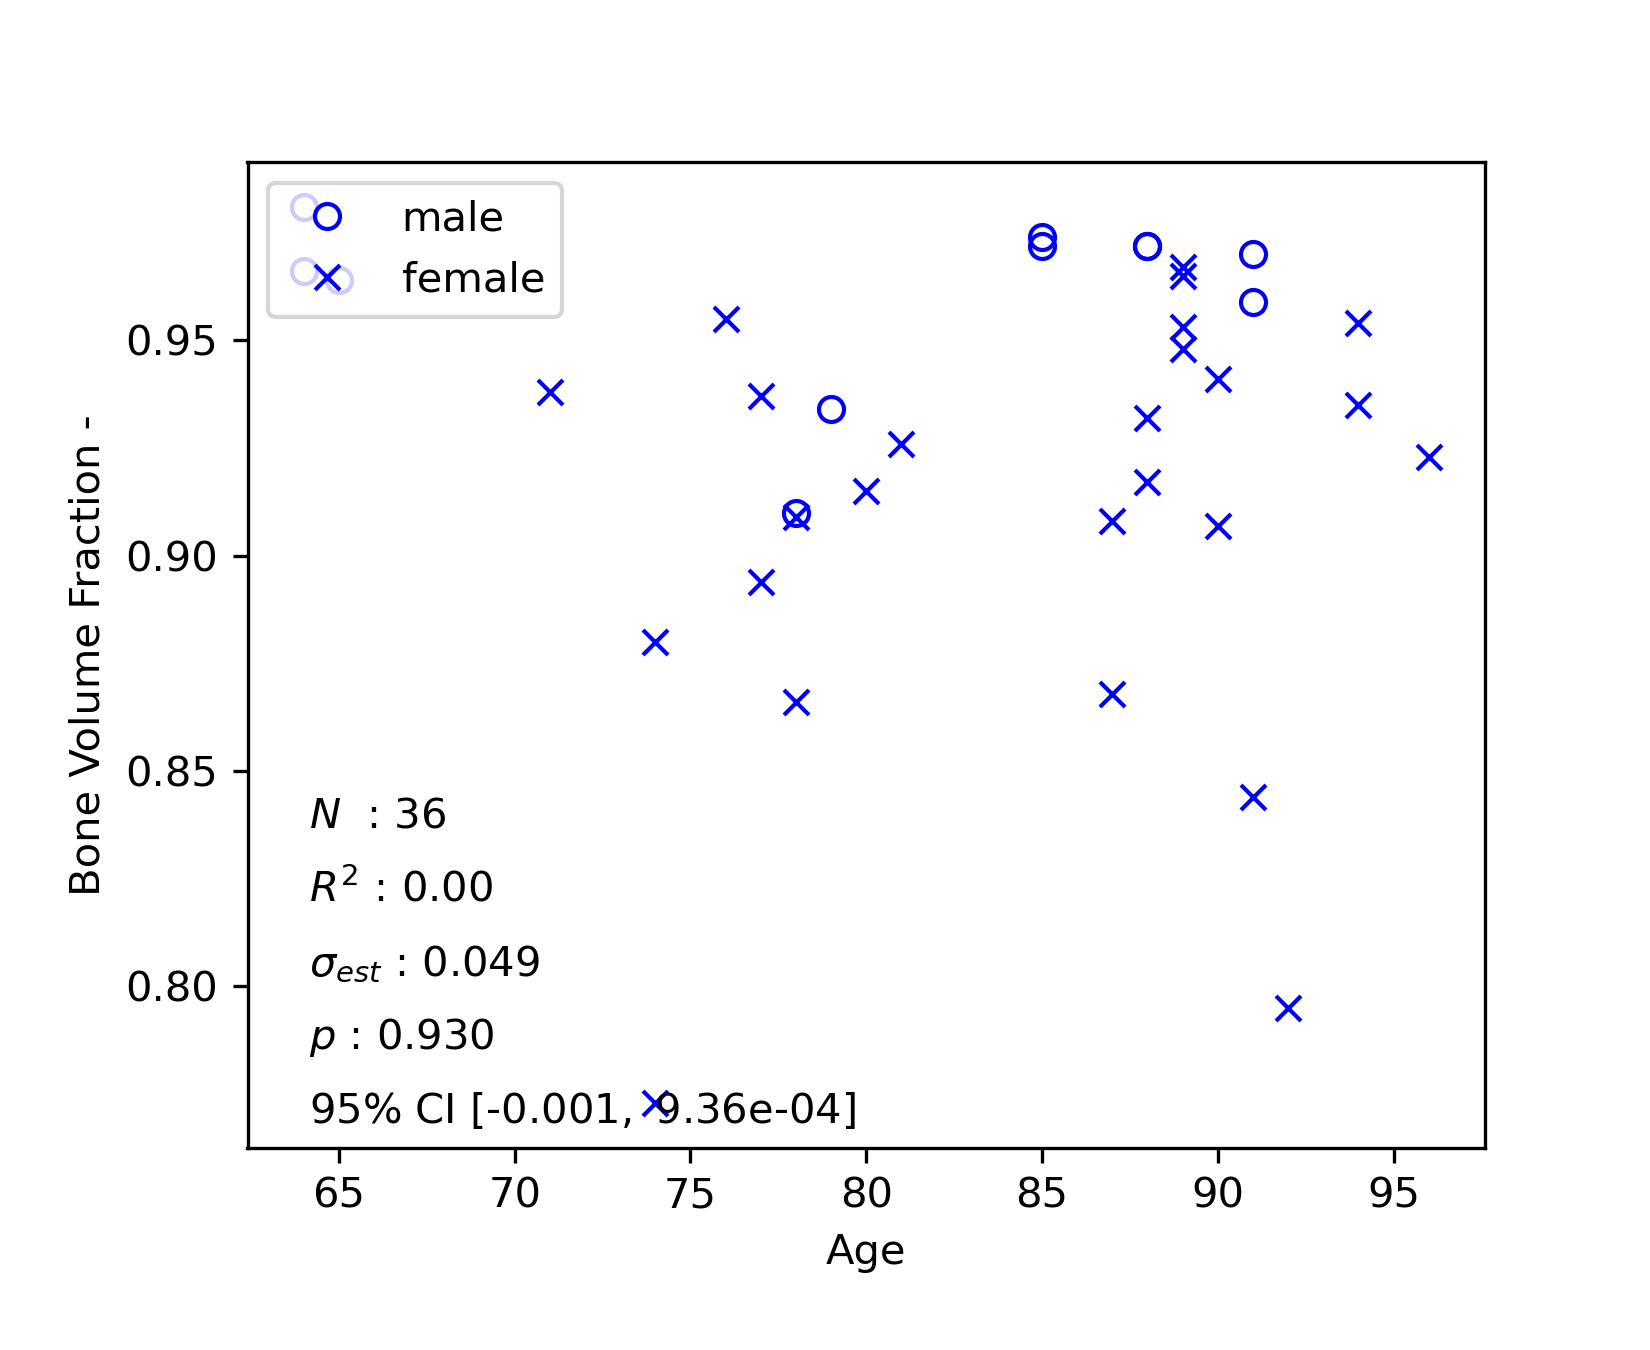 male
female
0.95
0.90
0.85
0.80
Bone Volume Fraction -
N : 36
R² : 0.00
σest : 0.049
p : 0.930
95% CI [-0.001, 9.36e-04]
65 70 75 80 85 90 95
Age